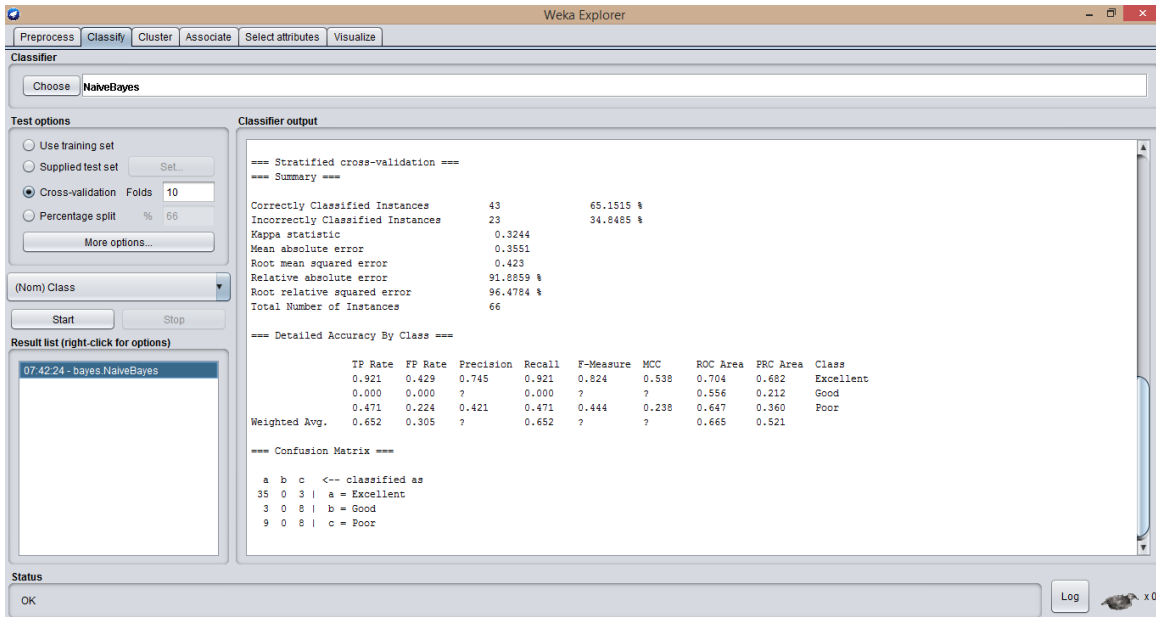 Weka Explorer
Preprocess Classify Cluster Associate Select attributes Visualize
Classifier
Choose NaiveBayes
Test options
Use training set
Supplied test set Set...
Cross-validation Folds 10
Percentage split % 66
More options...
(Nom) Class
Start Stop
Result list (right-click for options)
07:42:24 - bayes.NaiveBayes
Classifier output
=== Stratified cross-validation ===
=== Summary ===
Correctly Classified Instances 43 65.1515 %
Incorrectly Classified Instances 23 34.8485 %
Kappa statistic 0.3244
Mean absolute error 0.3551
Root mean squared error 0.423
Relative absolute error 91.8859 %
Root relative squared error 96.4784 %
Total Number of Instances 66
=== Detailed Accuracy By Class ===
TP Rate FP Rate Precision Recall F-Measure MCC ROC Area PRC Area Class
0.921 0.429 0.745 0.921 0.824 0.538 0.704 0.682 Excellent
0.000 0.000 ? 0.000 ? ? 0.556 0.212 Good
0.471 0.224 0.421 0.471 0.444 0.238 0.647 0.360 Poor
Weighted Avg. 0.652 0.305 ? 0.652 ? ? 0.665 0.521
=== Confusion Matrix ===
a b c <-- classified as
35 0 3 | a = Excellent
3 0 8 | b = Good
9 0 8 | c = Poor
Status
OK
Log
x 0